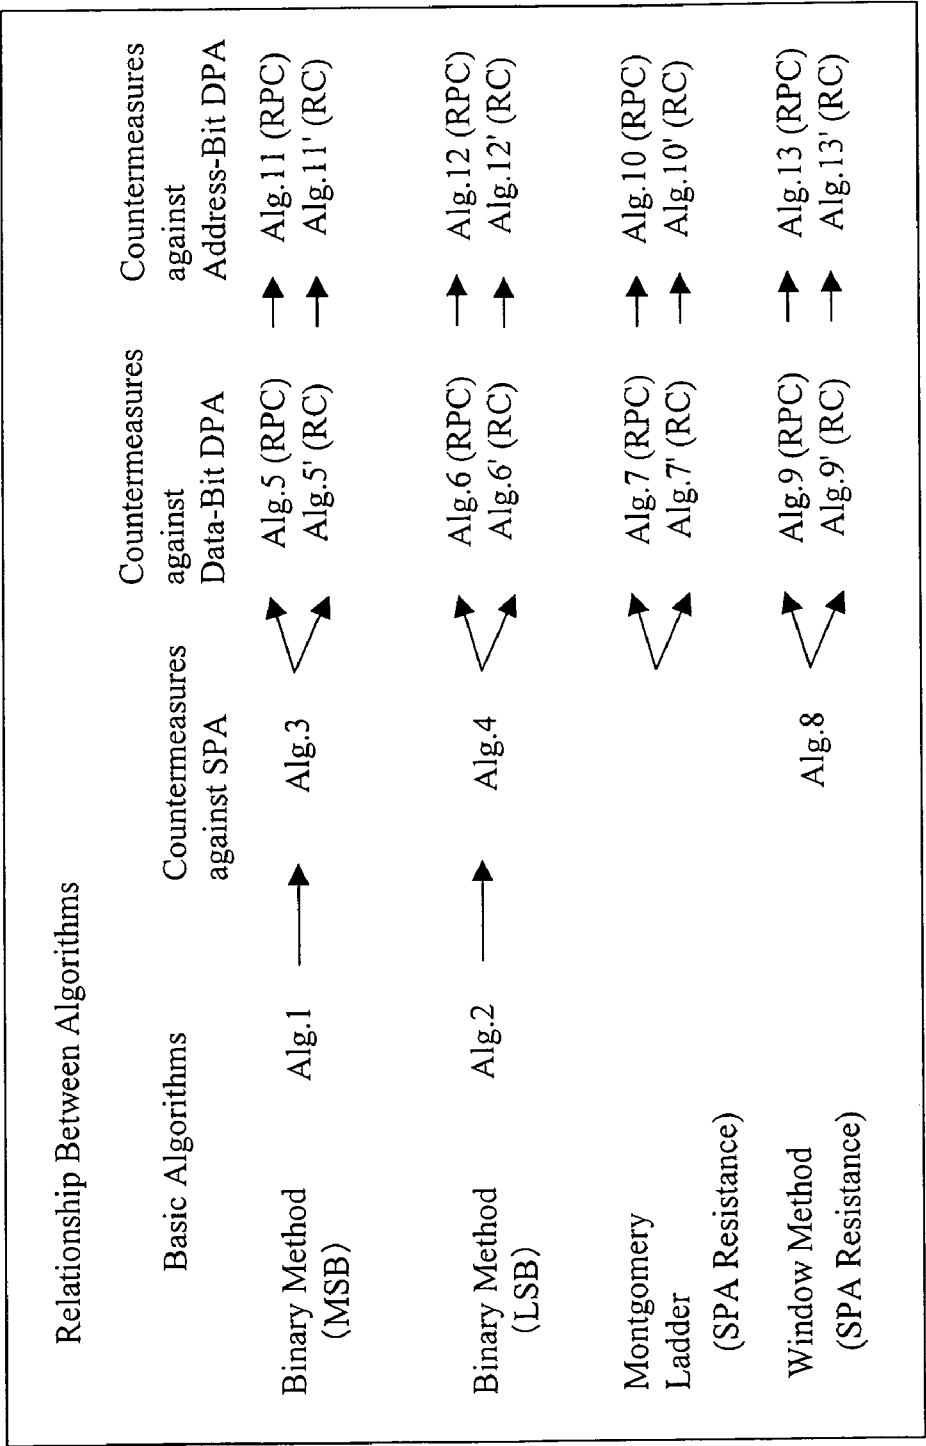 Relationship Between Algorithms
Basic Algorithms
Countermeasures
against SPA
Countermeasures
against
Data-Bit DPA
Countermeasures
against
Address-Bit DPA
Binary Method
(MSB)
Alg.1
Alg.3
Alg.5 (RPC)
Alg.5' (RC)
Alg.11 (RPC)
Alg.11' (RC)
Binary Method
(LSB)
Alg.2
Alg.4
Alg.6 (RPC)
Alg.6' (RC)
Alg.12 (RPC)
Alg.12' (RC)
Montgomery
Ladder
(SPA Resistance)
Alg.7 (RPC)
Alg.7' (RC)
Alg.10 (RPC)
Alg.10' (RC)
Window Method
(SPA Resistance)
Alg.8
Alg.9 (RPC)
Alg.9' (RC)
Alg.13 (RPC)
Alg.13' (RC)